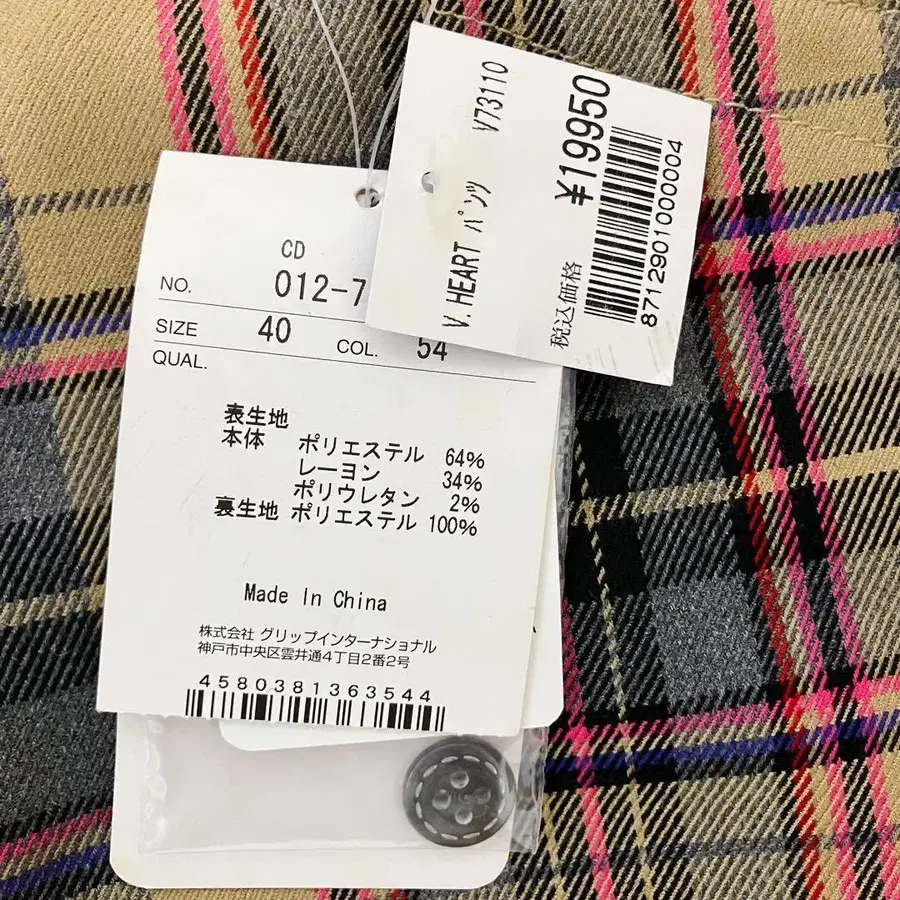 V.HEART パンツ V73110
¥19950
税込価格
8712901000004
CD
NO. 012-7
SIZE 40 COL. 54
QUAL.
表生地
本体 ポリエステル 64%
レーヨン 34%
ポリウレタン 2%
裏生地 ポリエステル 100%
Made In China
株式会社 グリップインターナショナル
神戸市中央区雲井通4丁目2番2号
4580381363544